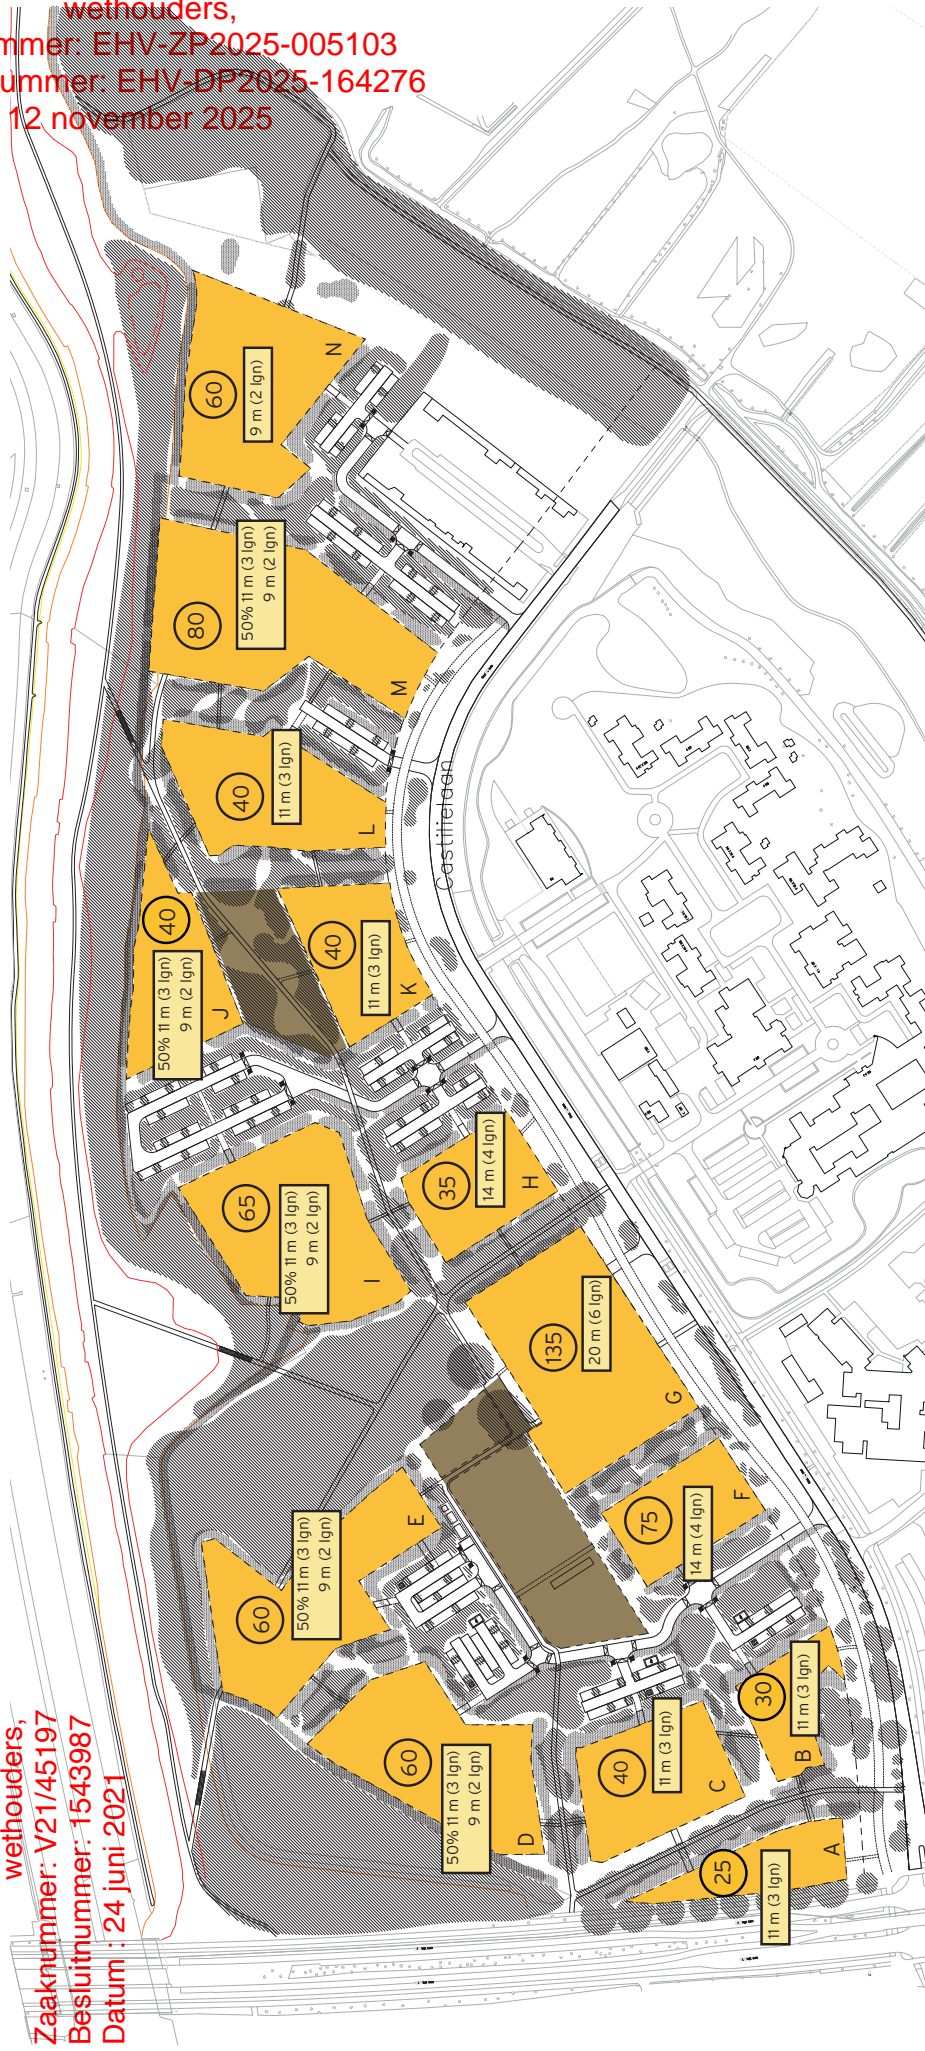 wethouders,
mmer: EHV-ZP2025-005103
ummer: EHV-DP2025-164276
12 november 2025
60
9 m (2 lgn)
N
80
50% 11 m (3 lgn)
9 m (2 lgn)
M
40
11 m (3 lgn)
L
Castilielaan
40
50% 11 m (3 lgn)
9 m (2 lgn)
J
40
11 m (3 lgn)
K
65
50% 11 m (3 lgn)
9 m (2 lgn)
I
35
14 m (4 lgn)
H
135
20 m (6 lgn)
G
75
14 m (4 lgn)
F
60
50% 11 m (3 lgn)
9 m (2 lgn)
E
60
50% 11 m (3 lgn)
9 m (2 lgn)
D
40
11 m (3 lgn)
C
30
11 m (3 lgn)
B
25
11 m (3 lgn)
A
wethouders,
Zaaknummer: V21/45197
Besluitnummer: 1543987
Datum : 24 juni 2021